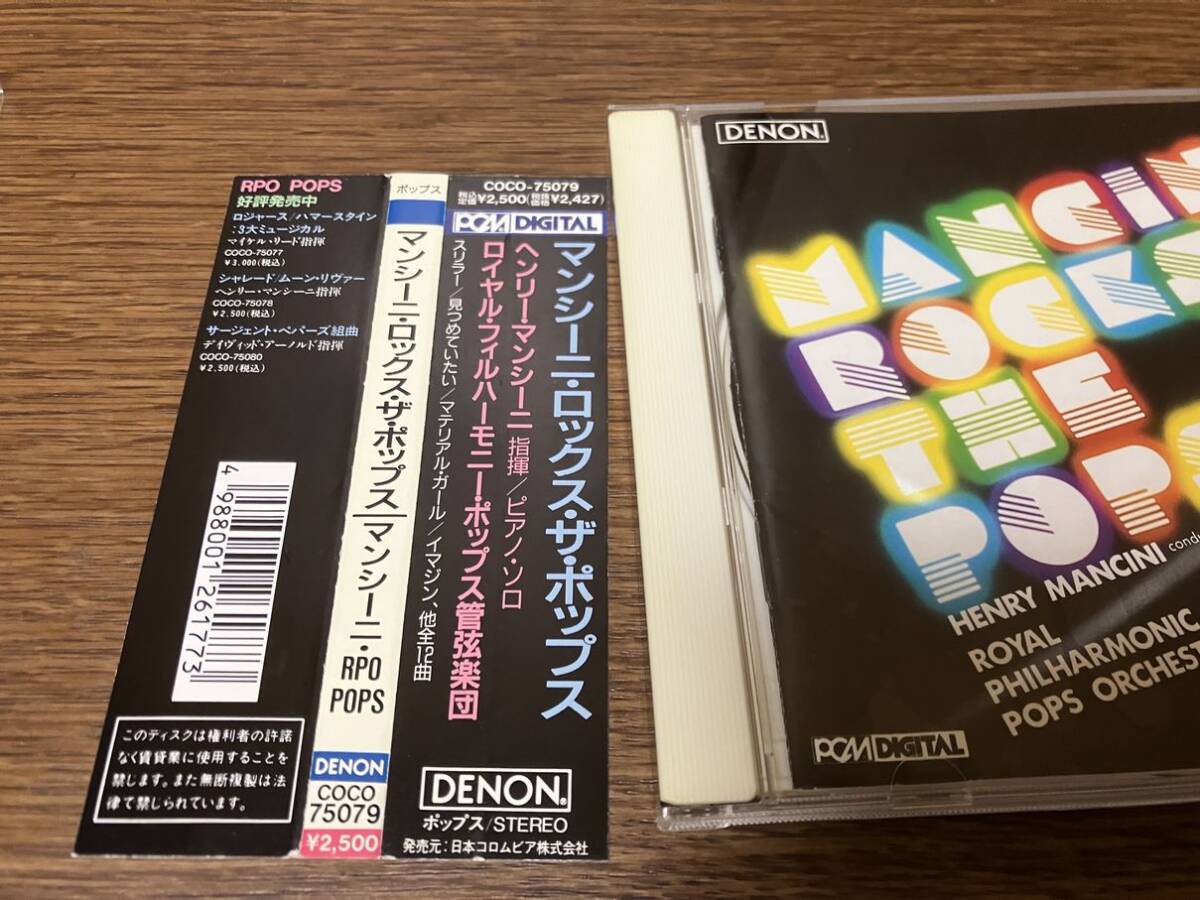 RPO POPS
好評発売中
ロジャース/ハマースタイン
:3大ミュージカル
マイケル・リード指揮
COCO-75077
¥3,000(税込)
シャレード/ムーン・リヴァー
ヘンリー・マンシーニ指揮
COCO-75078
¥2,500(税込)
サージェント・ペパーズ組曲
デイヴィッド・アーノルド指揮
COCO-75080
¥2,500(税込)
4 988001 261773
このディスクは権利者の許諾
なく賃貸業に使用することを
禁じます。また無断複製は法
律で禁じられています。
ポップス
マンシーニ・ロックス・ザ・ポップス/マンシーニ・RPO POPS
DENON
COCO
75079
¥2,500
COCO-75079
税込定価¥2,500(税抜価格¥2,427)
PCM DIGITAL
マンシーニ・ロックス・ザ・ポップス
ヘンリー・マンシーニ 指揮/ピアノ・ソロ
ロイヤル・フィルハーモニー・ポップス管弦楽団
スリラー/見つめていたい/マテリアル・ガール/イマジン、他全12曲
DENON
ポップス/STEREO
発売元:日本コロムビア株式会社
DENON
MANCINI
ROCKS
THE
POPS
HENRY MANCINI
ROYAL
PHILHARMONIC
POPS
PCM DIGITAL